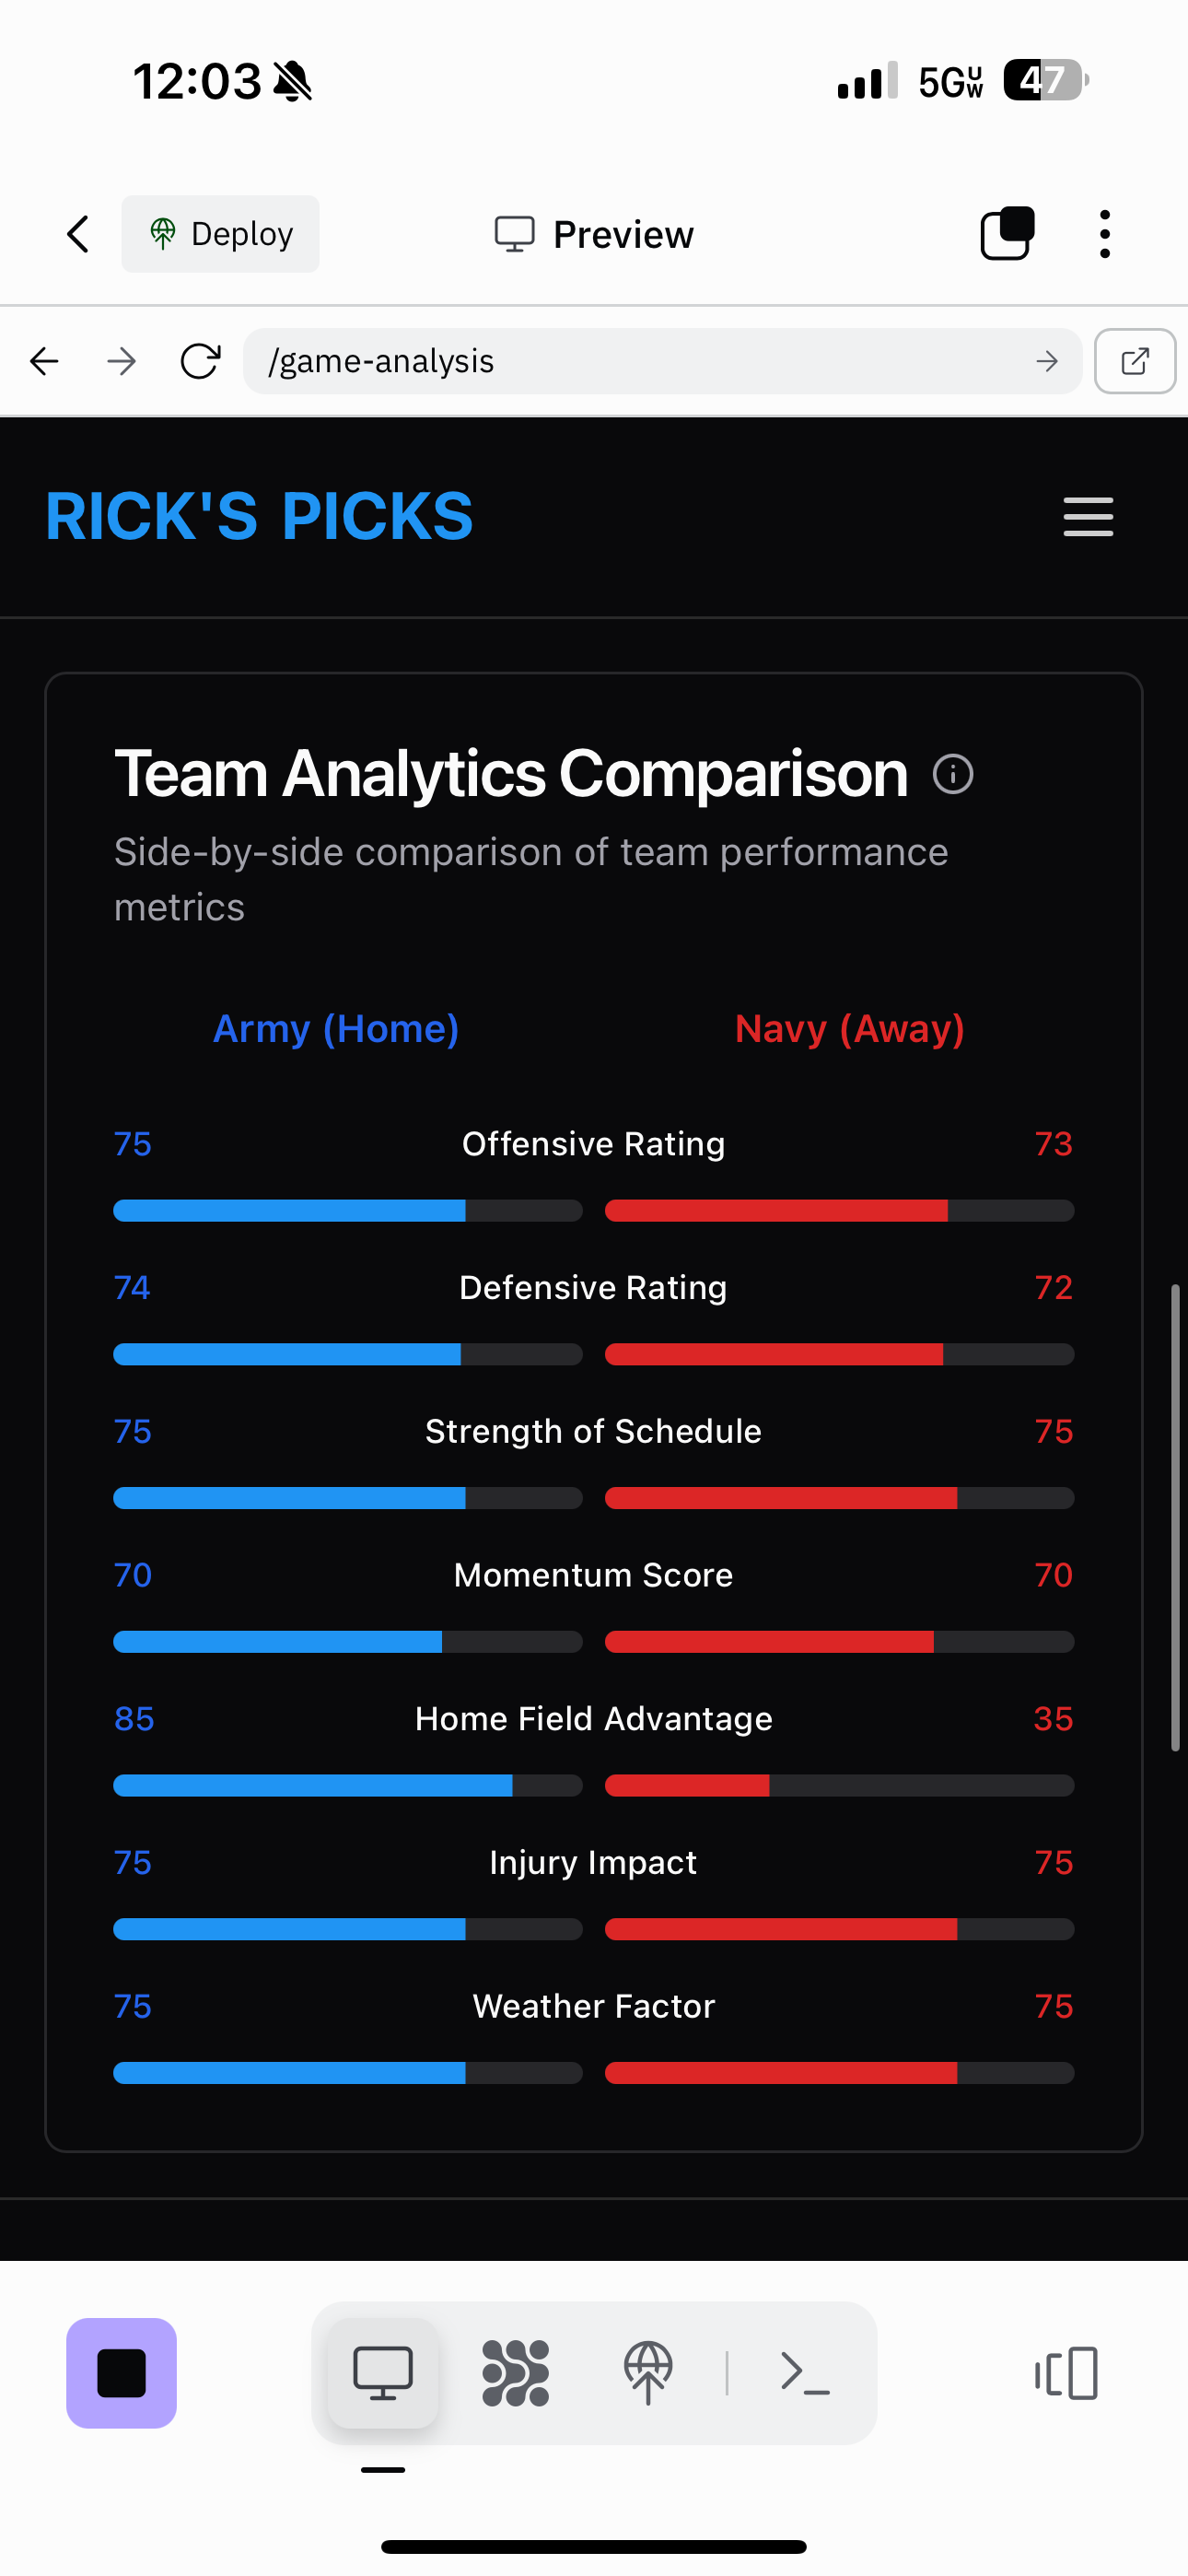 12:03
5GUW
47
Deploy
Preview
/game-analysis
RICK'S PICKS
Team Analytics Comparison
Side-by-side comparison of team performance
metrics
Army (Home)
Navy (Away)
75 Offensive Rating 73
74 Defensive Rating 72
75 Strength of Schedule 75
70 Momentum Score 70
85 Home Field Advantage 35
75 Injury Impact 75
75 Weather Factor 75